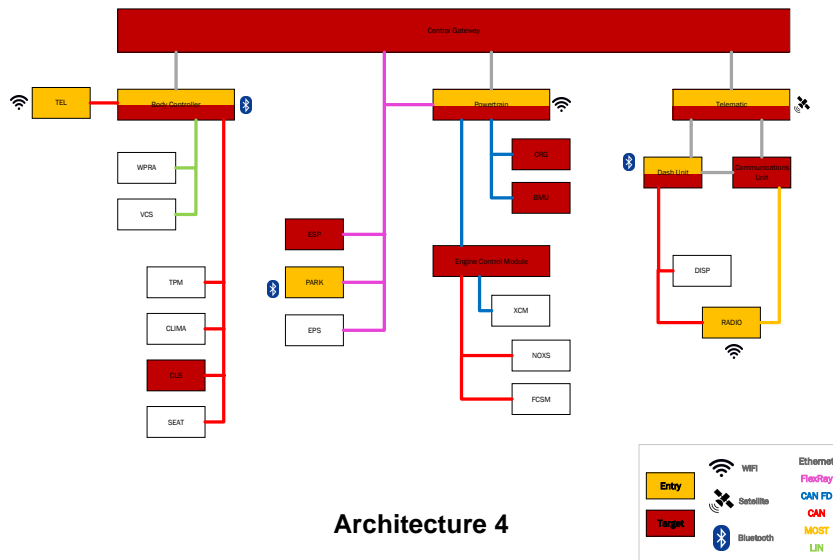 Central Gateway
TEL
Body Controller
Powertrain
Telematic
WPRA
VCS
CRG
BMU
Dash Unit
Communications
Unit
ESP
PARK
EPS
Engine Control Module
XCM
NOXS
FCSM
DISP
RADIO
TPM
CLIMA
CLS
SEAT
Entry
Target
WiFi
Satellite
Bluetooth
Ethernet
FlexRay
CAN FD
CAN
MOST
LIN
Architecture 4